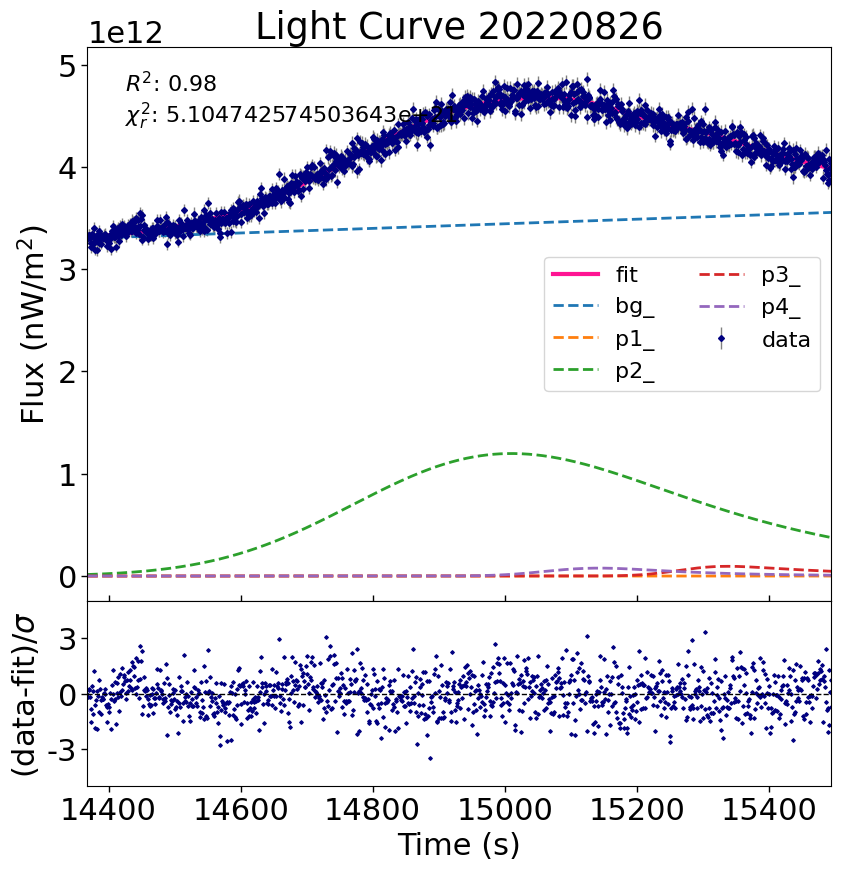 Light Curve 20220826
1e12
R²: 0.98
χ²ᵣ: 5.104742574503643e+21
5
4
3
2
1
0
Flux (nW/m²)
fit
bg_
p1_
p2_
p3_
p4_
data
3
0
-3
(data-fit)/σ
14400 14600 14800 15000 15200 15400
Time (s)